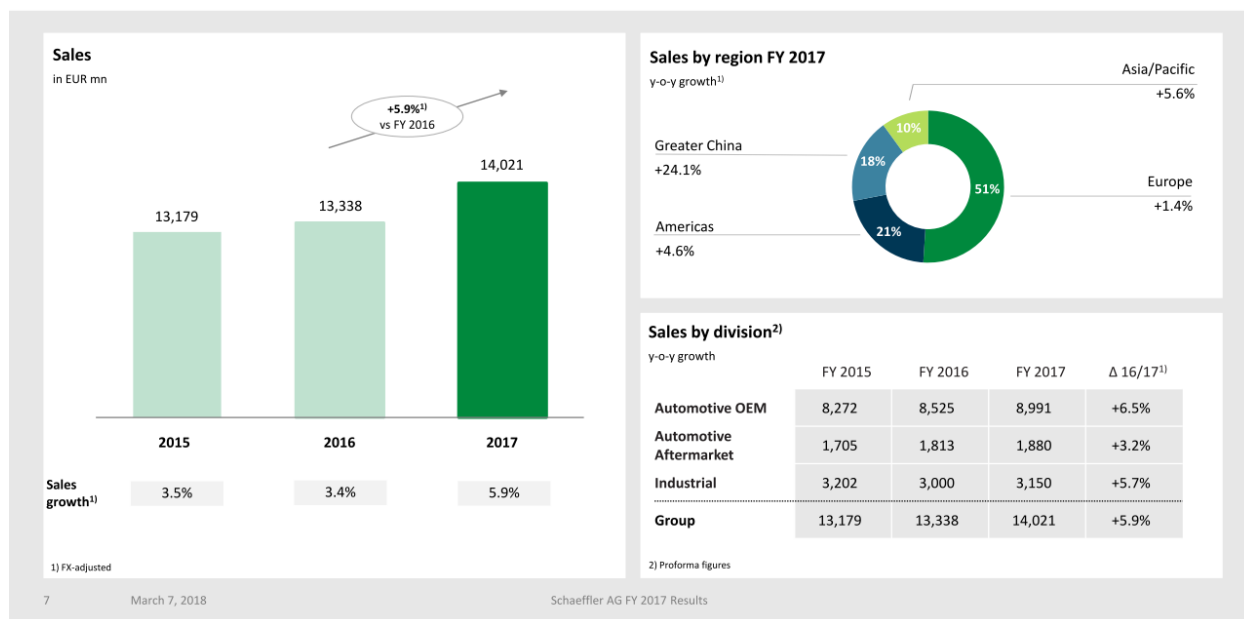 Sales
in EUR mn
+5.9%1)
vs FY 2016
13,179
13,338
14,021
2015 2016 2017
Sales growth1) 3.5% 3.4% 5.9%
1) FX-adjusted
Sales by region FY 2017
y-o-y growth1)
Asia/Pacific
+5.6%
Greater China
+24.1%
Americas
+4.6%
Europe
+1.4%
10%
18%
21%
51%
Sales by division2)
y-o-y growth
FY 2015 FY 2016 FY 2017 Δ 16/171)
Automotive OEM 8,272 8,525 8,991 +6.5%
Automotive Aftermarket 1,705 1,813 1,880 +3.2%
Industrial 3,202 3,000 3,150 +5.7%
Group 13,179 13,338 14,021 +5.9%
2) Proforma figures
7 March 7, 2018 Schaeffler AG FY 2017 Results